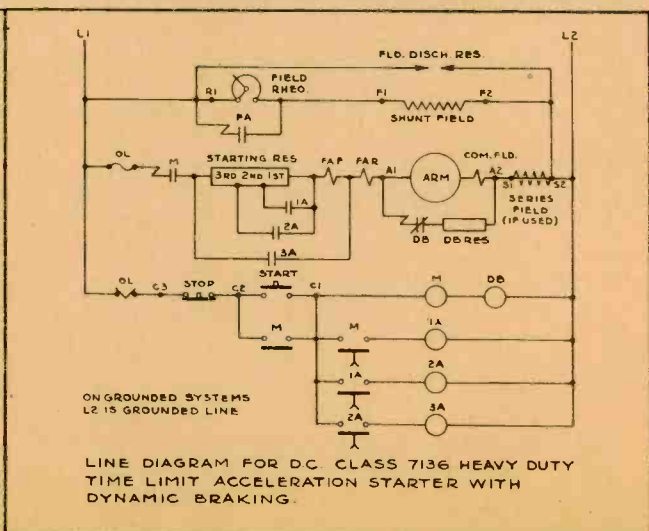 L1
L2
FLD. DISCH. RES.
FIELD
RHEO.
R1
F1
F2
SHUNT FIELD
FA
OL
M
STARTING RES
3RD 2ND 1ST
FAP
FAR
A1
ARM
COM. FLD.
A2
S1
S2
SERIES
FIELD
(IF USED)
1A
2A
3A
DB
DB RES
OL
C3
STOP
C2
START
C1
M
DB
M
M
1A
1A
2A
2A
3A
ON GROUNDED SYSTEMS
L2 IS GROUNDED LINE
LINE DIAGRAM FOR D.C. CLASS 7136 HEAVY DUTY
TIME LIMIT ACCELERATION STARTER WITH
DYNAMIC BRAKING.